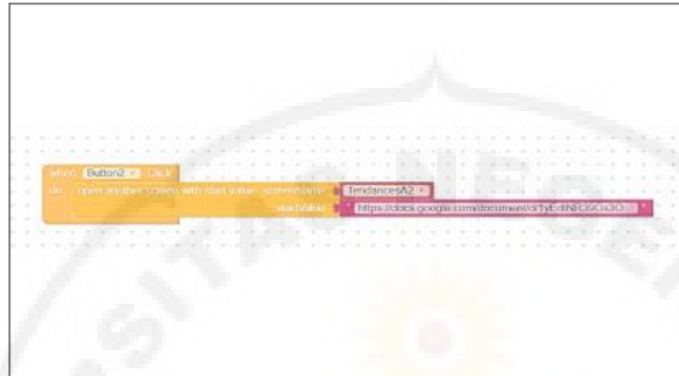 when Button2 Click
do open another screen with start value screenName TendancesA2
startValue " https://docs.google.com/document/d/ "